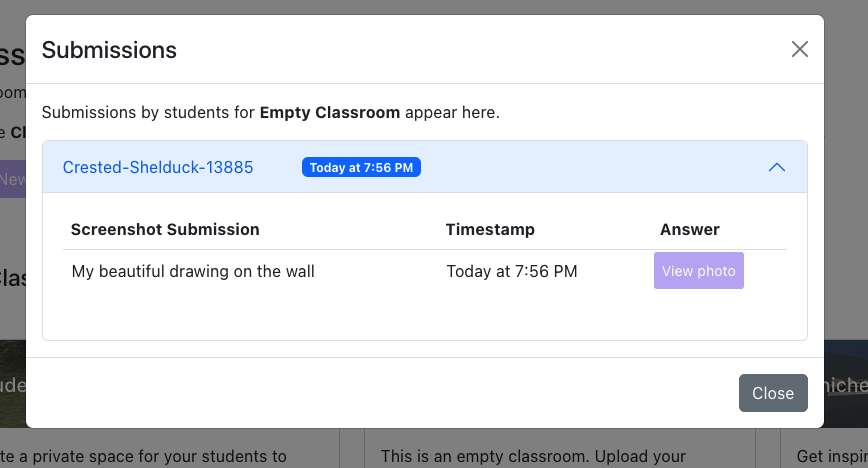 Submissions
Submissions by students for Empty Classroom appear here.
Crested-Shelduck-13885 Today at 7:56 PM
Screenshot Submission Timestamp Answer
My beautiful drawing on the wall Today at 7:56 PM View photo
Close
te a private space for your students to
This is an empty classroom. Upload your
Get inspir